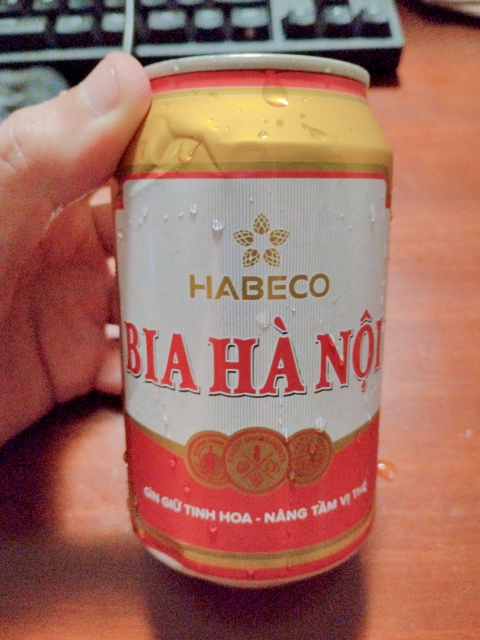 HABECO
BIA HÀ NỘI
GÌN GIỮ TINH HOA - NÂNG TẦM VỊ THẾ